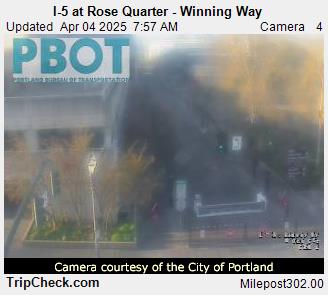 I-5 at Rose Quarter - Winning Way
Updated Apr 04 2025 7:57 AM Camera 4
PBOT
PORTLAND BUREAU OF TRANSPORTATION
Camera courtesy of the City of Portland
TripCheck.com Milepost302.00